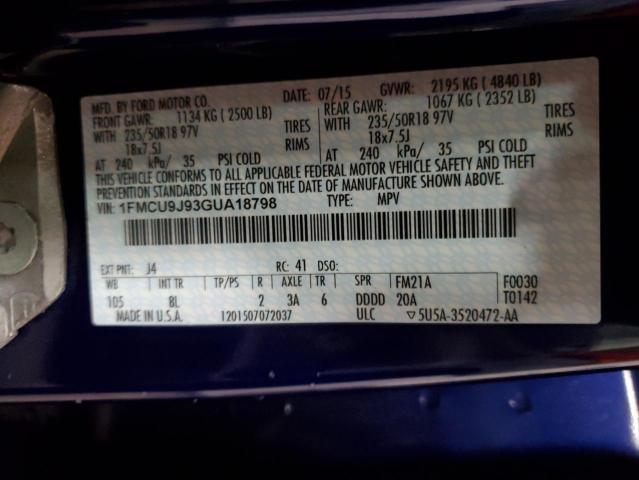 MFD. BY FORD MOTOR CO. DATE: 07/15 GVWR: 2195 KG ( 4840 LB)
FRONT GAWR: 1134 KG ( 2500 LB) REAR GAWR: 1067 KG ( 2352 LB)
WITH 235/50R18 97V TIRES WITH 235/50R18 97V TIRES
18x7.5J RIMS 18x7.5J RIMS
AT 240 kPa/ 35 PSI COLD AT 240 kPa/ 35 PSI COLD
THIS VEHICLE CONFORMS TO ALL APPLICABLE FEDERAL MOTOR VEHICLE SAFETY AND THEFT
PREVENTION STANDARDS IN EFFECT ON THE DATE OF MANUFACTURE SHOWN ABOVE.
VIN: 1FMCU9J93GUA18798 TYPE: MPV
EXT PNT: J4 RC: 41 DSO:
WB INT TR TP/PS R AXLE TR SPR FM21A F0030
105 8L 2 3A 6 DDDD 20A T0142
MADE IN U.S.A. 1201507072037 ULC ▽5U5A-3520472-AA